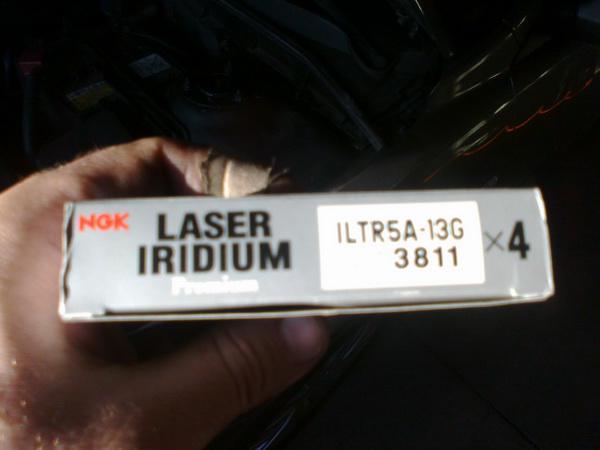 NGK LASER IRIDIUM Premium
ILTR5A-13G
3811
×4